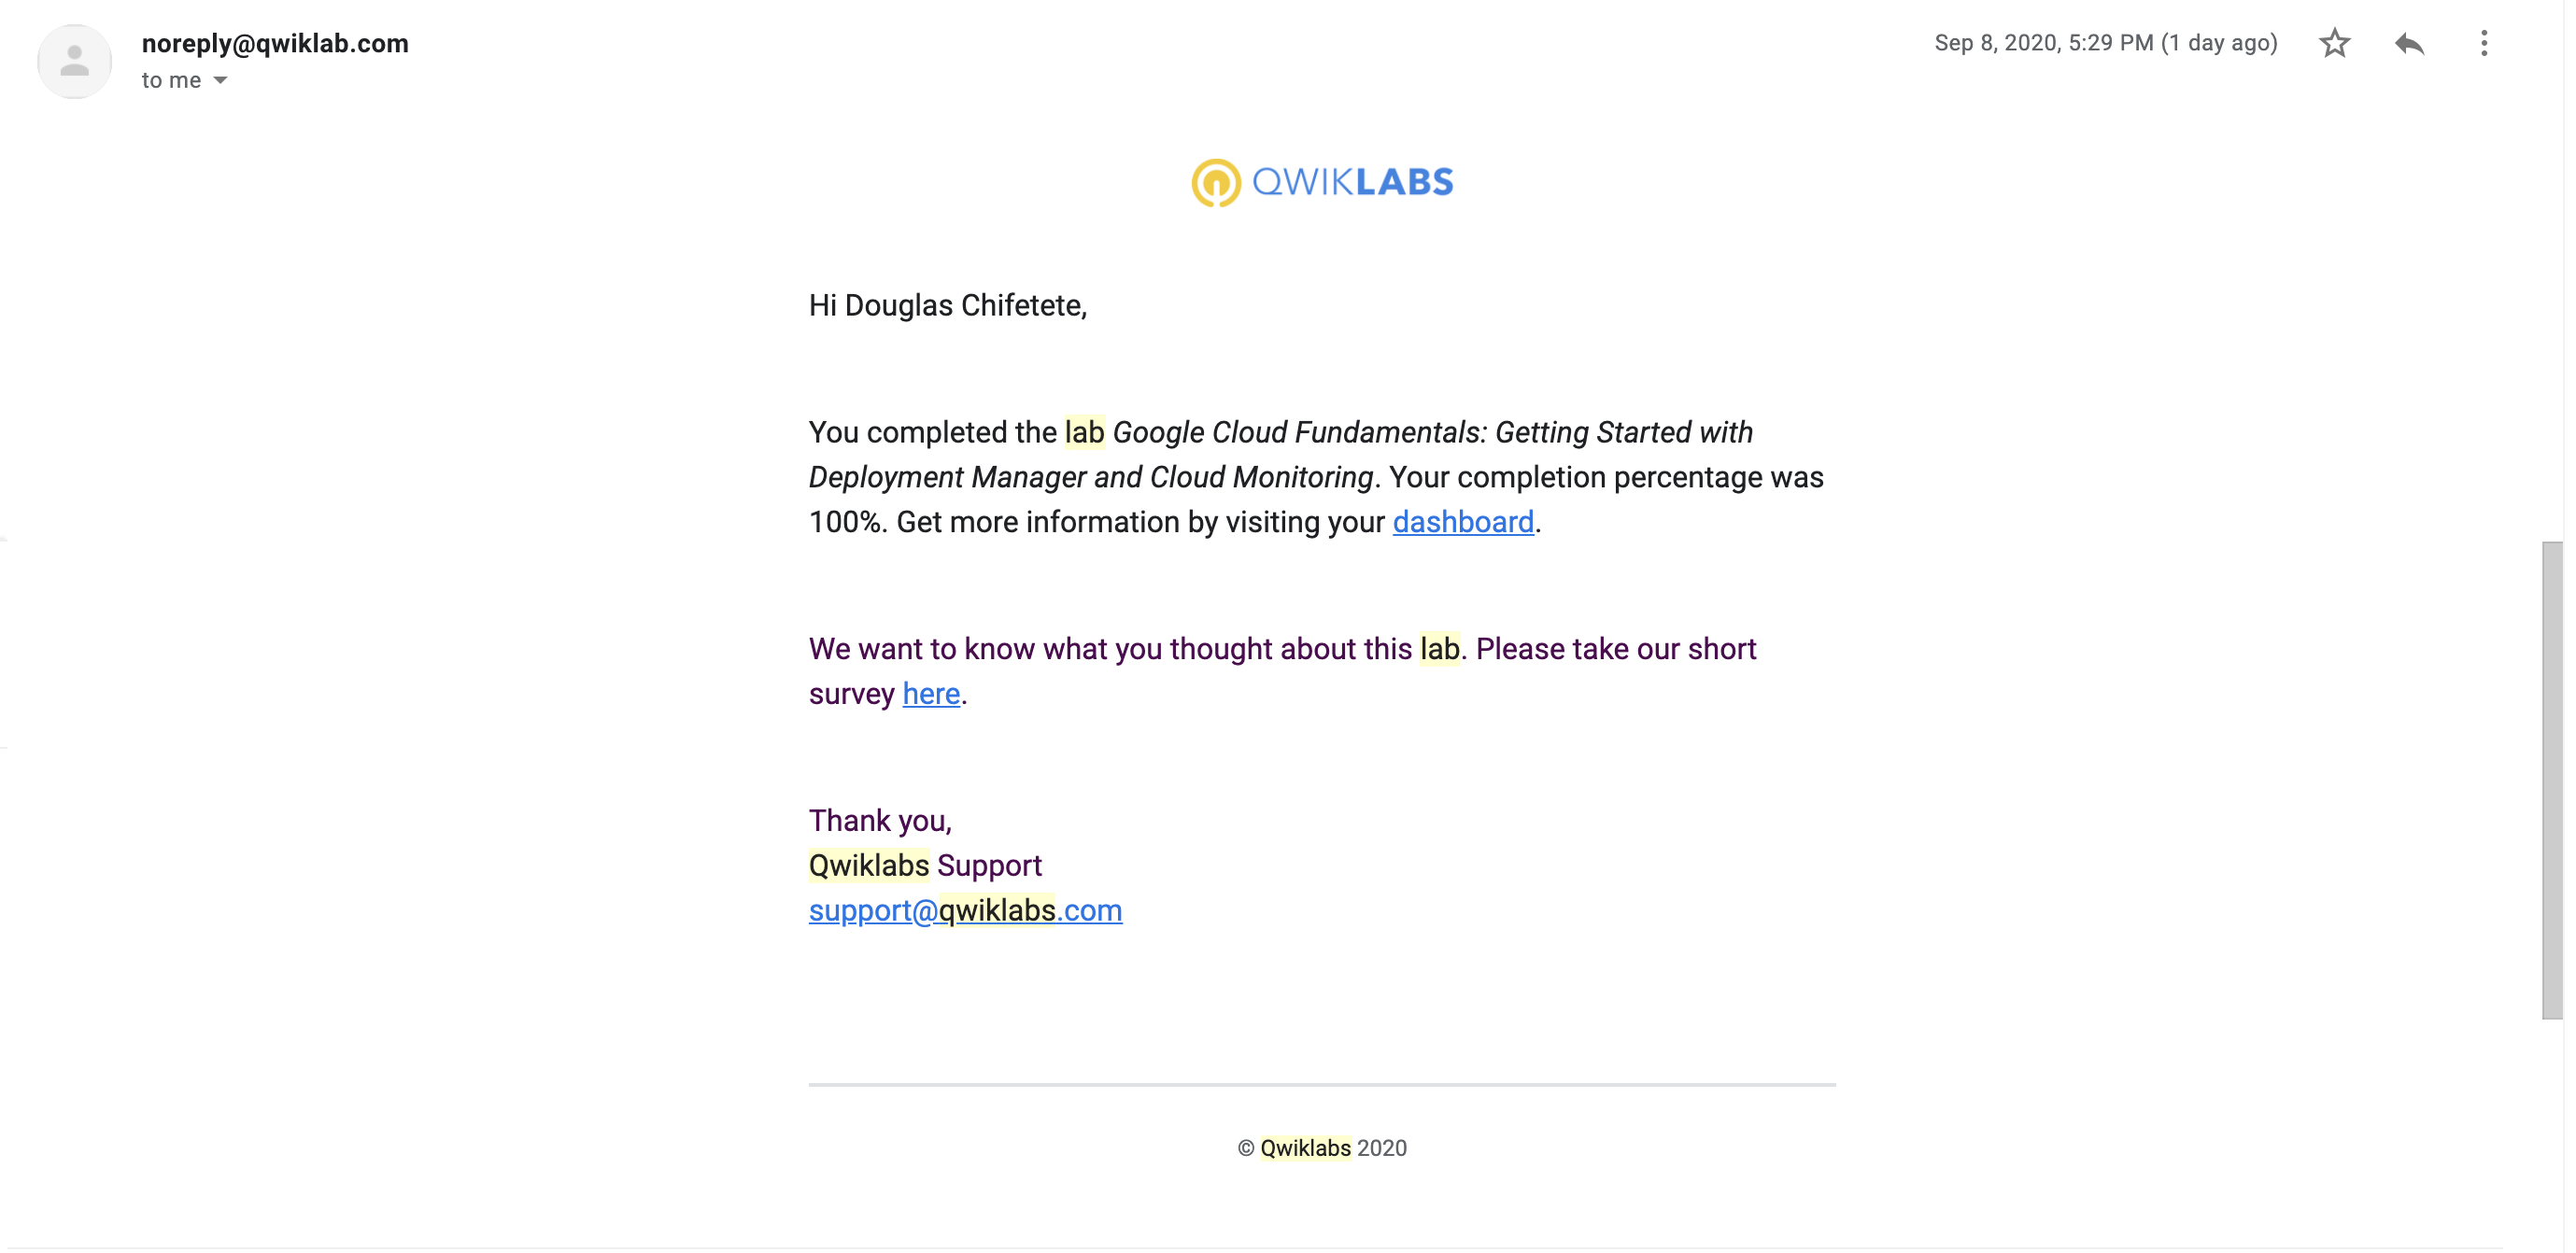 noreply@qwiklab.com
Sep 8, 2020, 5:29 PM (1 day ago)
to me
QWIKLABS
Hi Douglas Chifetete,
You completed the lab Google Cloud Fundamentals: Getting Started with
Deployment Manager and Cloud Monitoring. Your completion percentage was
100%. Get more information by visiting your dashboard.
We want to know what you thought about this lab. Please take our short
survey here.
Thank you,
Qwiklabs Support
support@qwiklabs.com
© Qwiklabs 2020